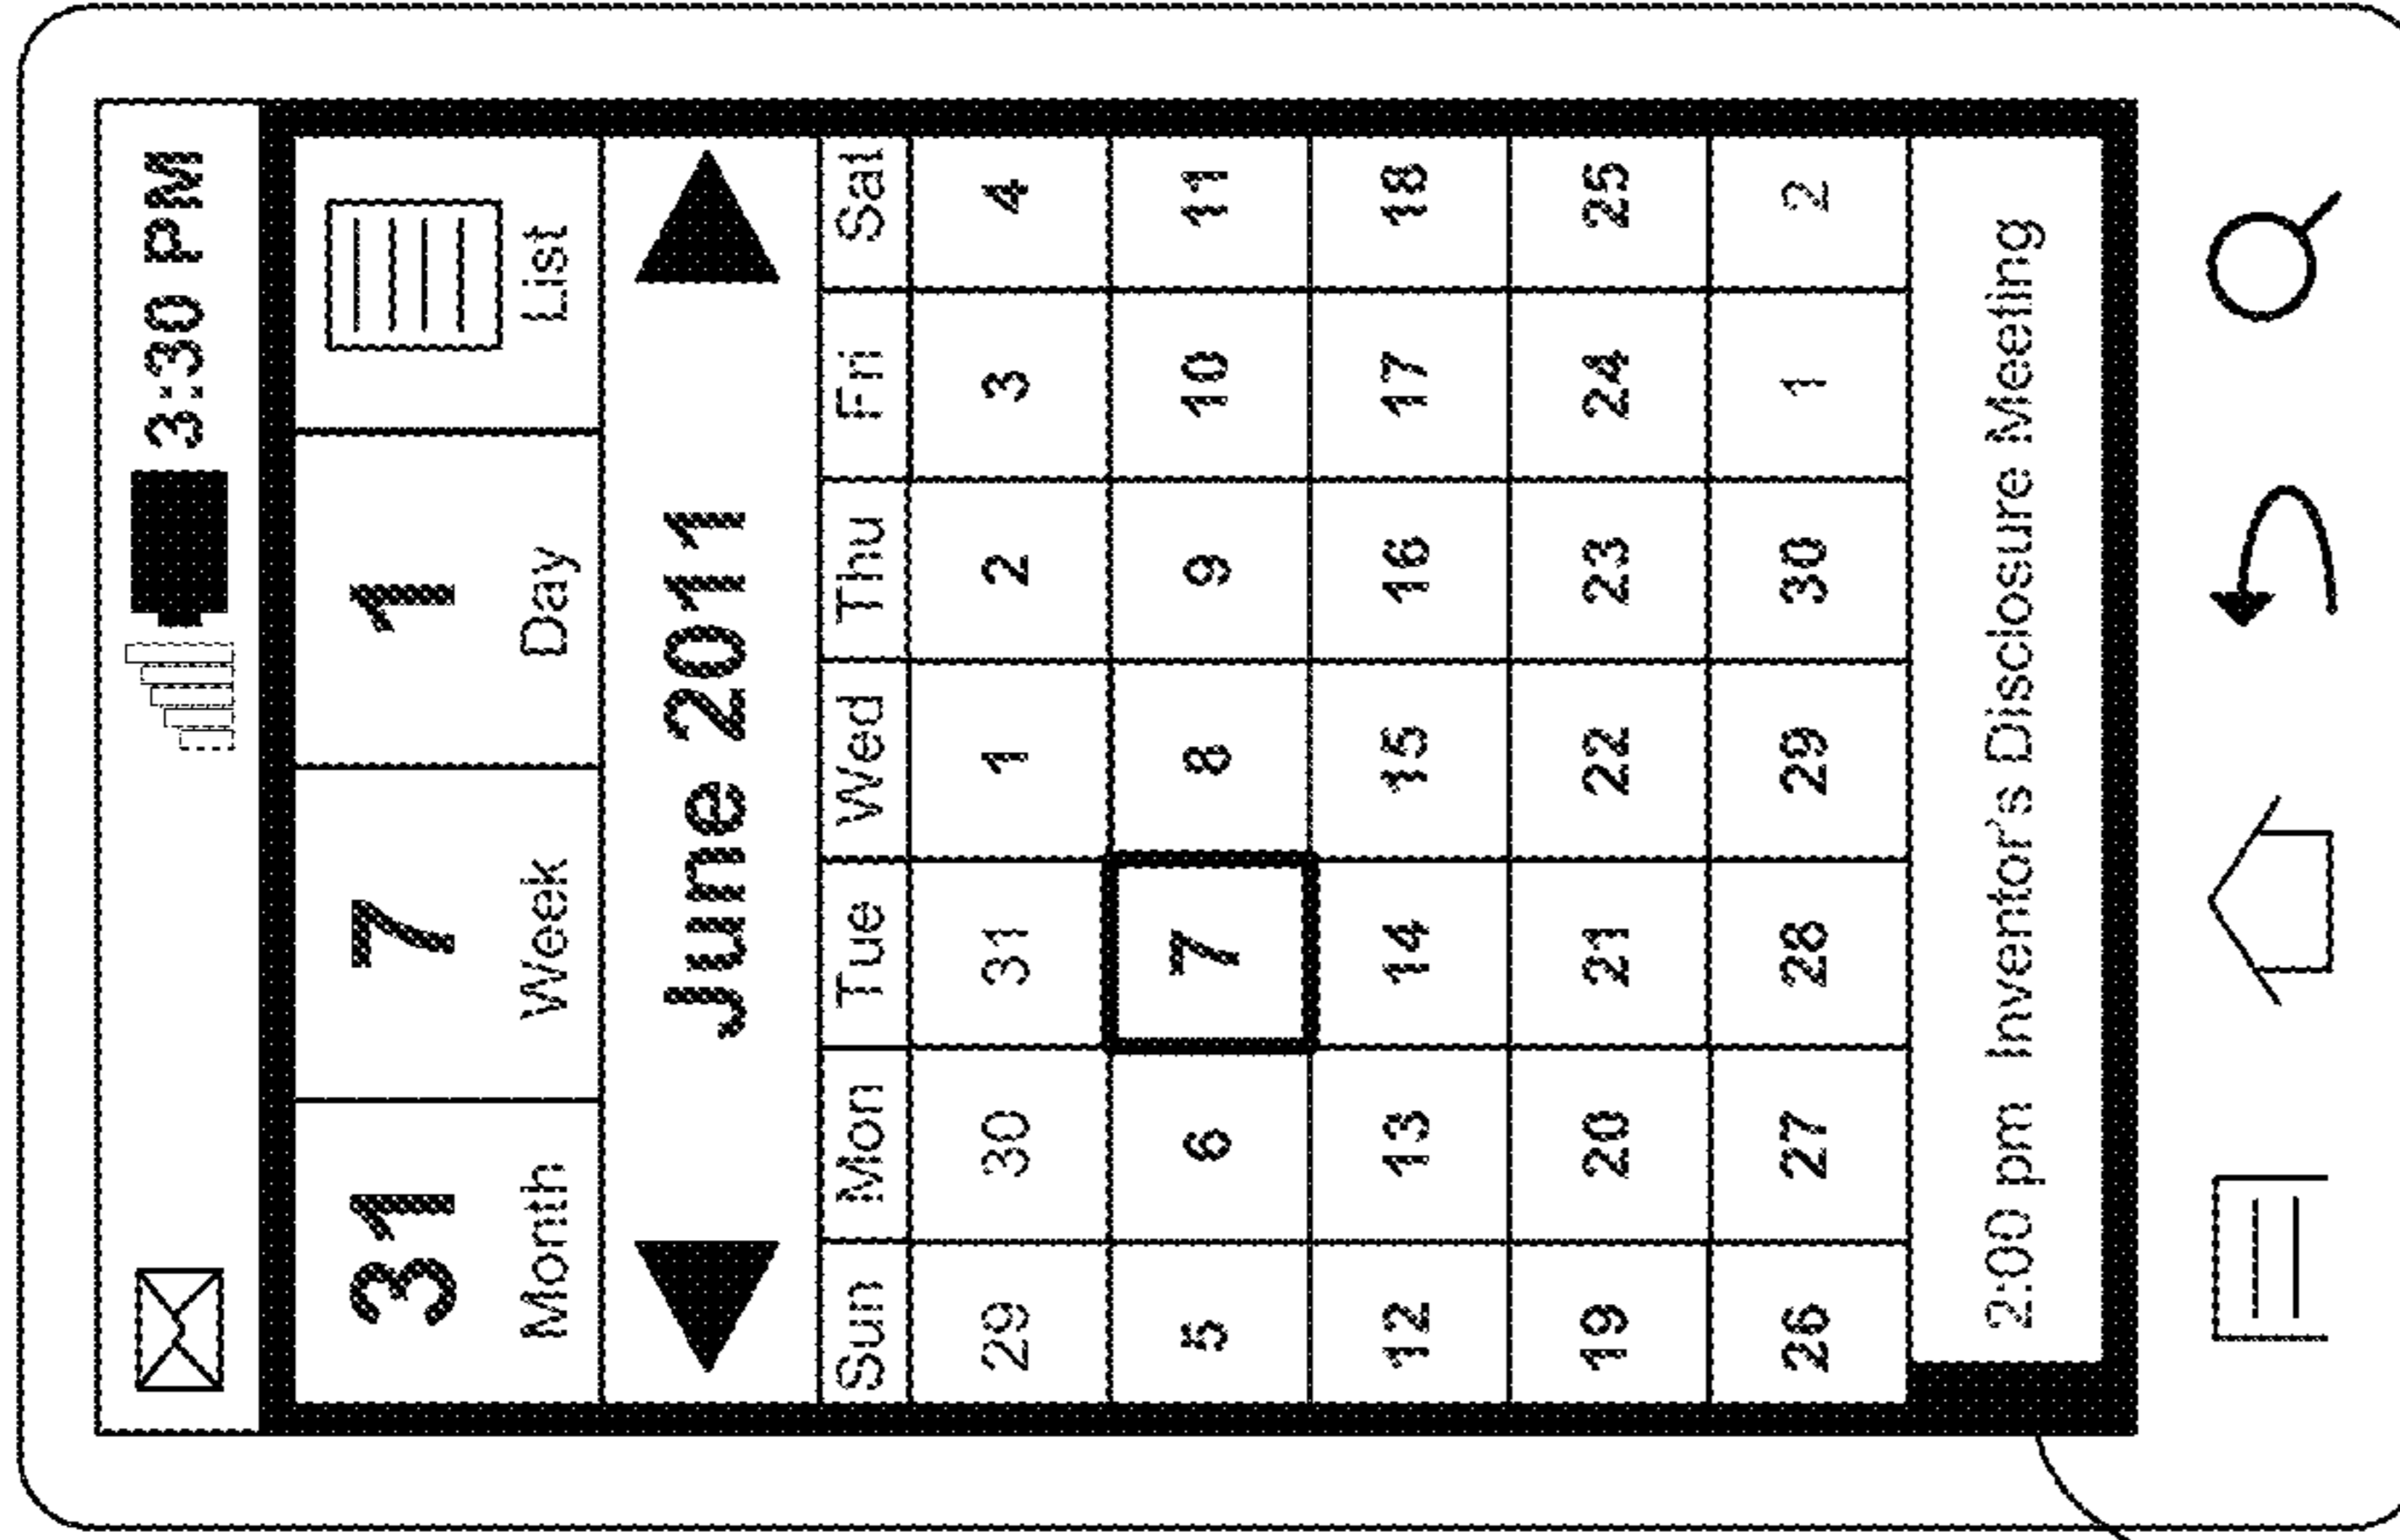 3:30 PM
31 7 1
Month Week Day List
June 2011
Sun Mon Tue Wed Thu Fri Sat
29 30 31 1 2 3 4
5 6 7 8 9 10 11
12 13 14 15 16 17 18
19 20 21 22 23 24 25
26 27 28 29 30 1 2
2:00 pm Inventor's Disclosure Meeting